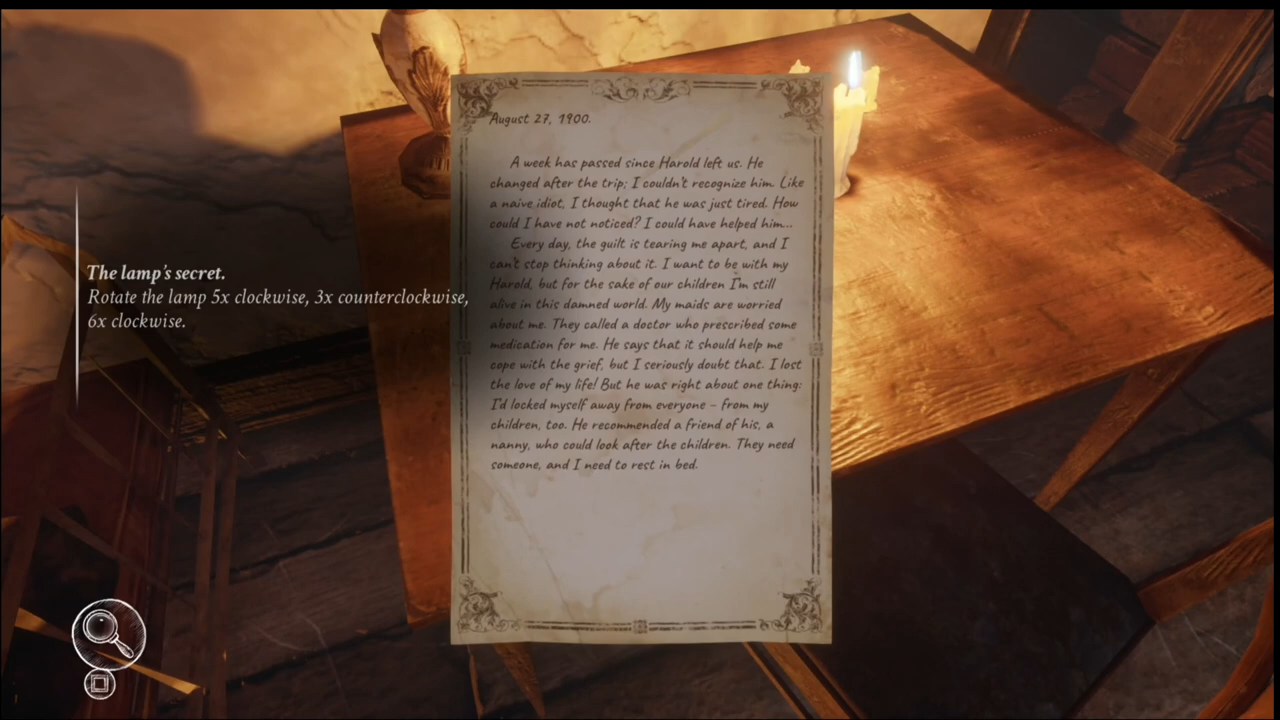 August 27, 1900.
A week has passed since Harold left us. He
changed after the trip; I couldn't recognize him. Like
a naive idiot, I thought that he was just tired. How
could I have not noticed? I could have helped him...
Every day, the guilt is tearing me apart, and I
can't stop thinking about it. I want to be with my
Harold, but for the sake of our children I'm still
alive in this damned world. My maids are worried
about me. They called a doctor who prescribed some
medication for me. He says that it should help me
cope with the grief, but I seriously doubt that. I lost
the love of my life! But he was right about one thing:
I'd locked myself away from everyone – from my
children, too. He recommended a friend of his, a
nanny, who could look after the children. They need
someone, and I need to rest in bed.
The lamp's secret.
Rotate the lamp 5x clockwise, 3x counterclockwise,
6x clockwise.